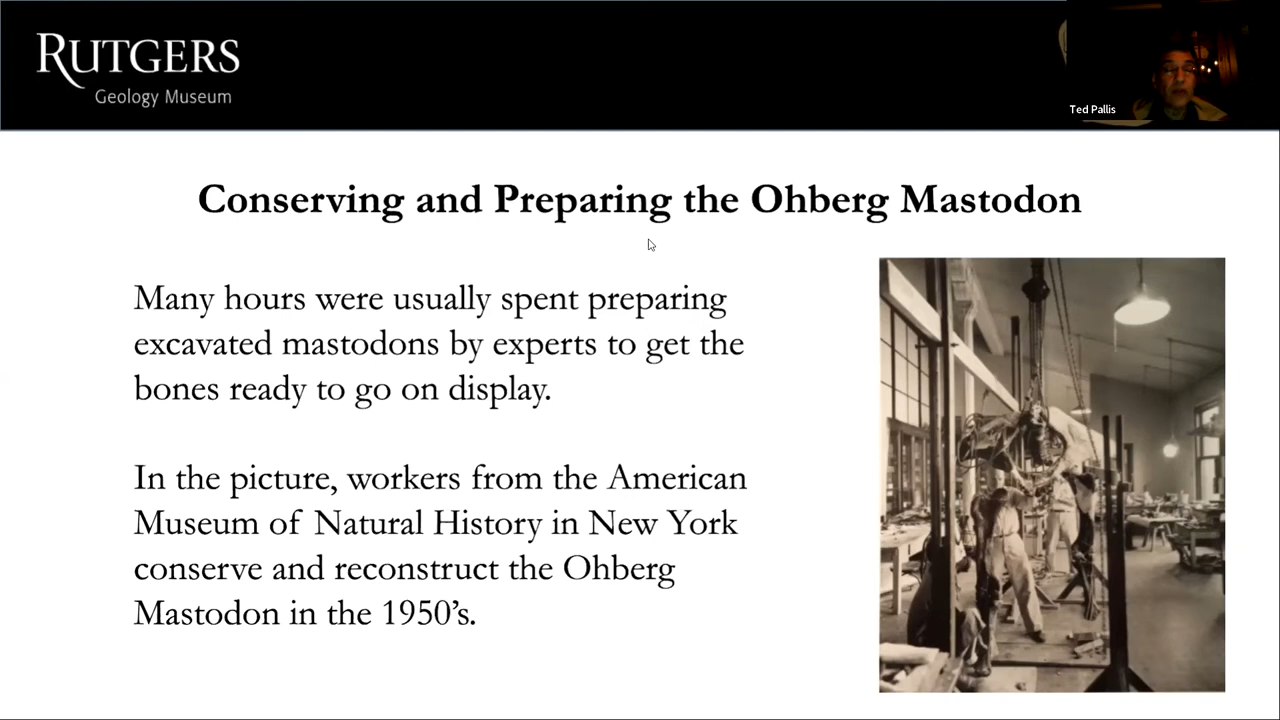 RUTGERS
Geology Museum
Ted Pallis
Conserving and Preparing the Ohberg Mastodon
Many hours were usually spent preparing
excavated mastodons by experts to get the
bones ready to go on display.
In the picture, workers from the American
Museum of Natural History in New York
conserve and reconstruct the Ohberg
Mastodon in the 1950’s.